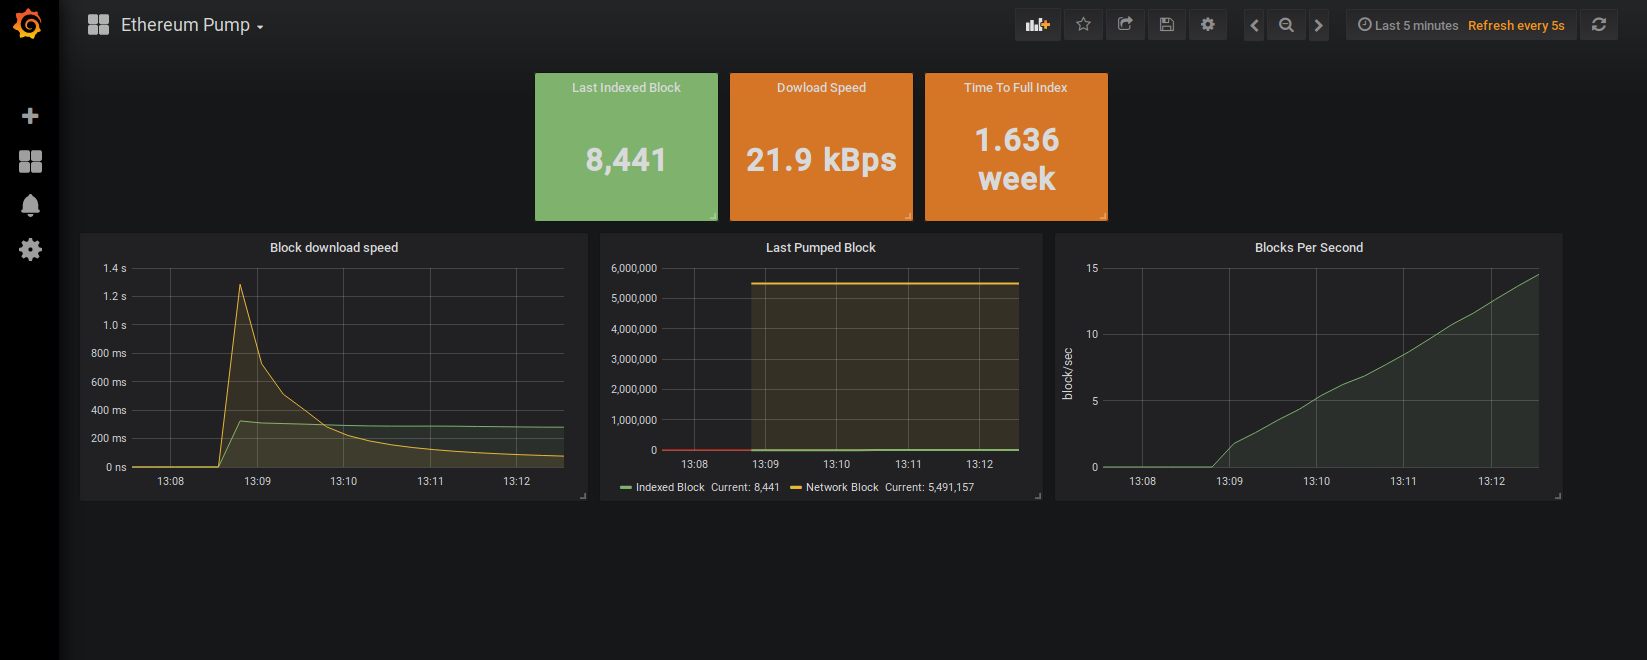 Ethereum Pump
Last 5 minutes Refresh every 5s
Last Indexed Block
8,441
Dowload Speed
21.9 kBps
Time To Full Index
1.636
week
Block download speed
1.4 s
1.2 s
1.0 s
800 ms
600 ms
400 ms
200 ms
0 ns
13:08 13:09 13:10 13:11 13:12
Last Pumped Block
6,000,000
5,000,000
4,000,000
3,000,000
2,000,000
1,000,000
0
13:08 13:09 13:10 13:11 13:12
Indexed Block Current: 8,441 Network Block Current: 5,491,157
Blocks Per Second
block/sec
15
10
5
0
13:08 13:09 13:10 13:11 13:12